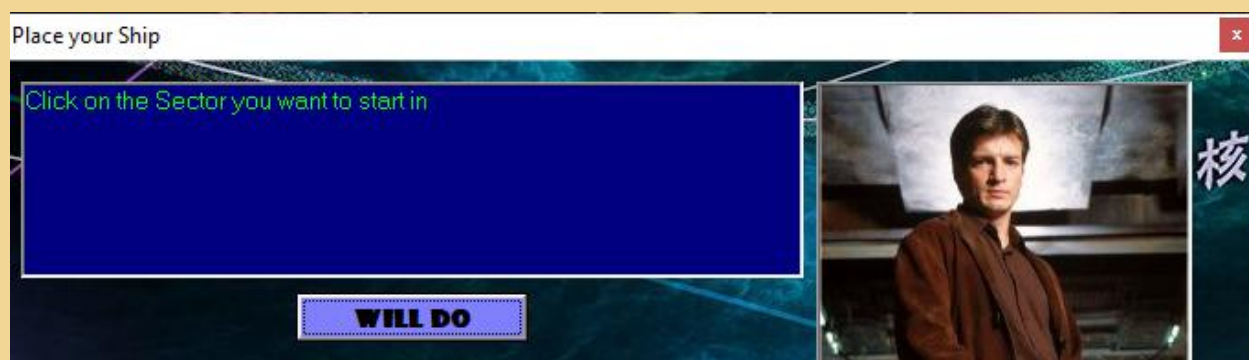 Place your Ship
x
Click on the Sector you want to start in
核
WILL DO